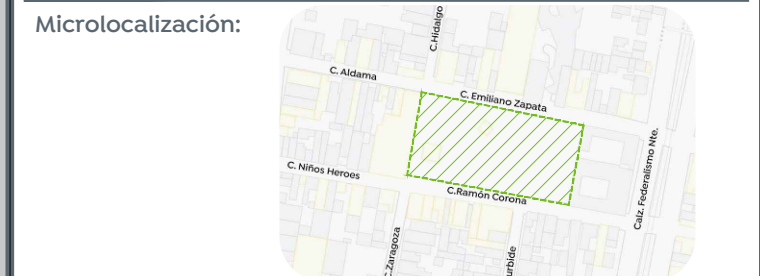 Microlocalización:
C.Hidalgo
C. Aldama
C. Emiliano Zapata
C. Niños Heroes
C.Ramón Corona
Calz. Federalismo Nte.
C.Zaragoza